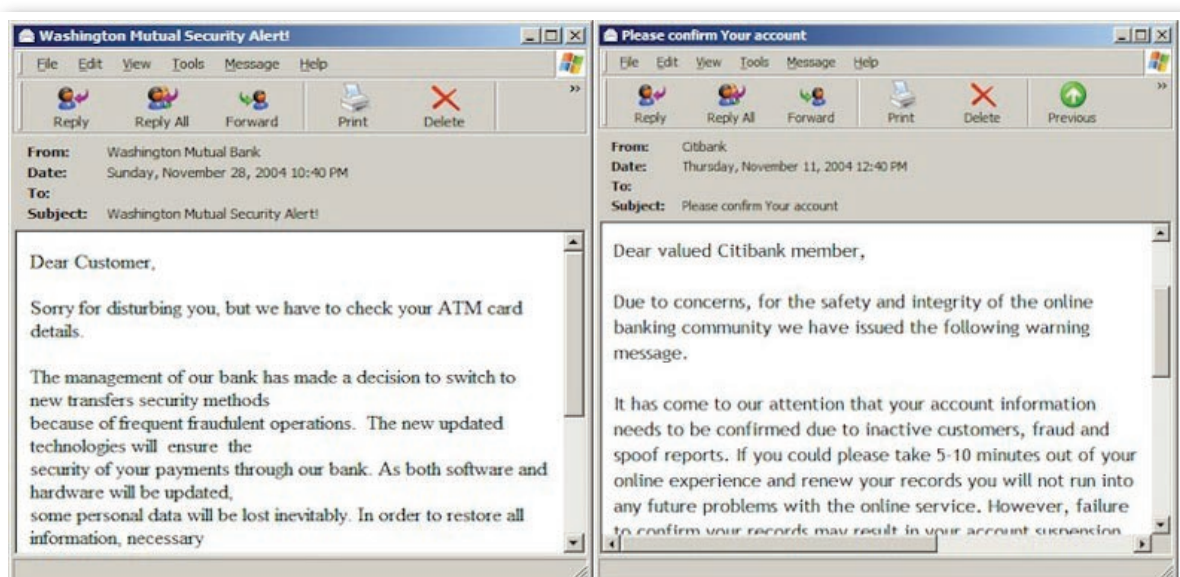 Washington Mutual Security Alert!
File Edit View Tools Message Help
Reply Reply All Forward Print Delete
From: Washington Mutual Bank
Date: Sunday, November 28, 2004 10:40 PM
To:
Subject: Washington Mutual Security Alert!
Dear Customer,
Sorry for disturbing you, but we have to check your ATM card
details.
The management of our bank has made a decision to switch to
new transfers security methods
because of frequent fraudulent operations. The new updated
technologies will ensure the
security of your payments through our bank. As both software and
hardware will be updated,
some personal data will be lost inevitably. In order to restore all
information, necessary
Please confirm Your account
File Edit View Tools Message Help
Reply Reply All Forward Print Delete Previous
From: Citibank
Date: Thursday, November 11, 2004 12:40 PM
To:
Subject: Please confirm Your account
Dear valued Citibank member,
Due to concerns, for the safety and integrity of the online
banking community we have issued the following warning
message.
It has come to our attention that your account information
needs to be confirmed due to inactive customers, fraud and
spoof reports. If you could please take 5-10 minutes out of your
online experience and renew your records you will not run into
any future problems with the online service. However, failure
to confirm your records may result in your account suspension